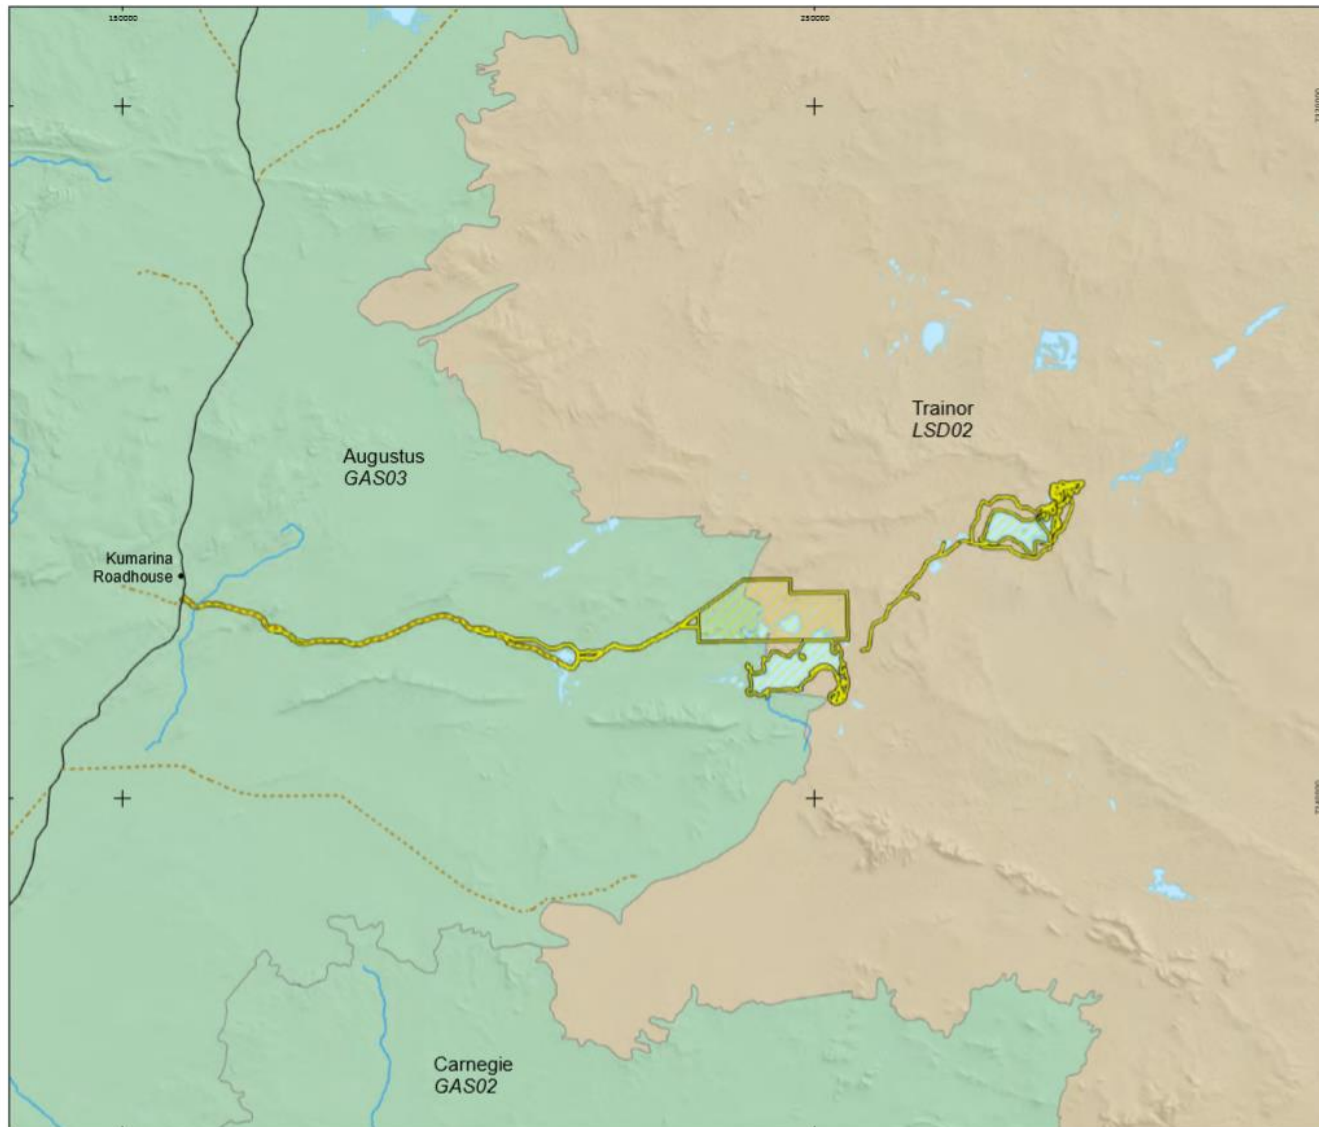 150000
250000
Trainor
LSD02
Augustus
GAS03
Kumarina
Roadhouse
Carnegie
GAS02